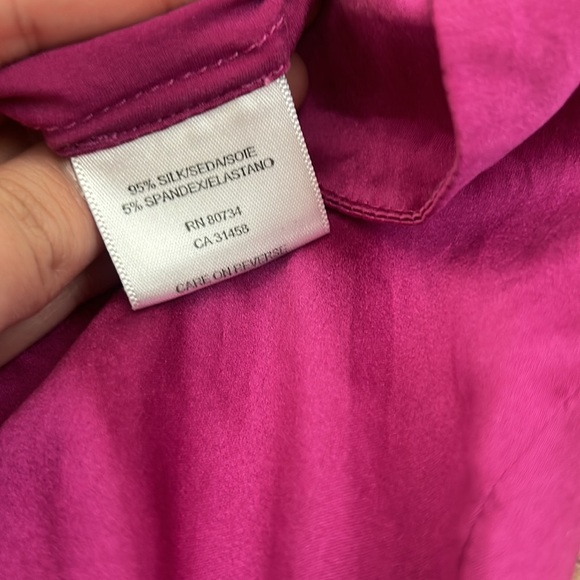 95% SILK/SEDA/SOIE
5% SPANDEX/ELASTANO
RN 80734
CA 31458
CARE ON REVERSE